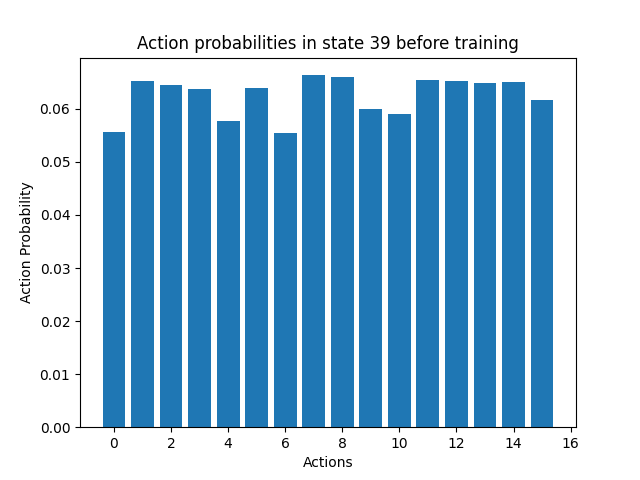 Action probabilities in state 39 before training
0.06
0.05
0.04
0.03
0.02
0.01
0.00
Action Probability
0 2 4 6 8 10 12 14 16
Actions